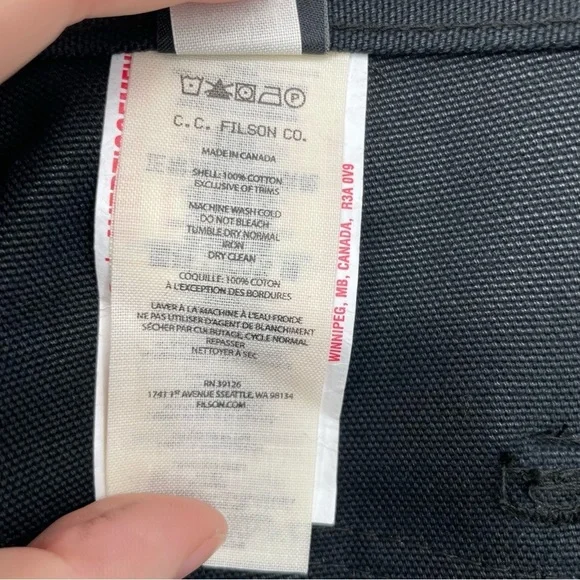 C.C. FILSON CO.
MADE IN CANADA
SHELL: 100% COTTON
EXCLUSIVE OF TRIMS
MACHINE WASH COLD
DO NOT BLEACH
TUMBLE DRY NORMAL
IRON
DRY CLEAN
COQUILLE: 100% COTON
À L'EXCEPTION DES BORDURES
LAVER À LA MACHINE À L'EAU FROIDE
NE PAS UTILISER D'AGENT DE BLANCHIMENT
SÉCHER PAR CULBUTAGE, CYCLE NORMAL
REPASSER
NETTOYER À SEC
RN 39126
1741 1ST AVENUE SSEATTLE, WA 98134
FILSON.COM
WINNIPEG, MB, CANADA, R3A 0V9